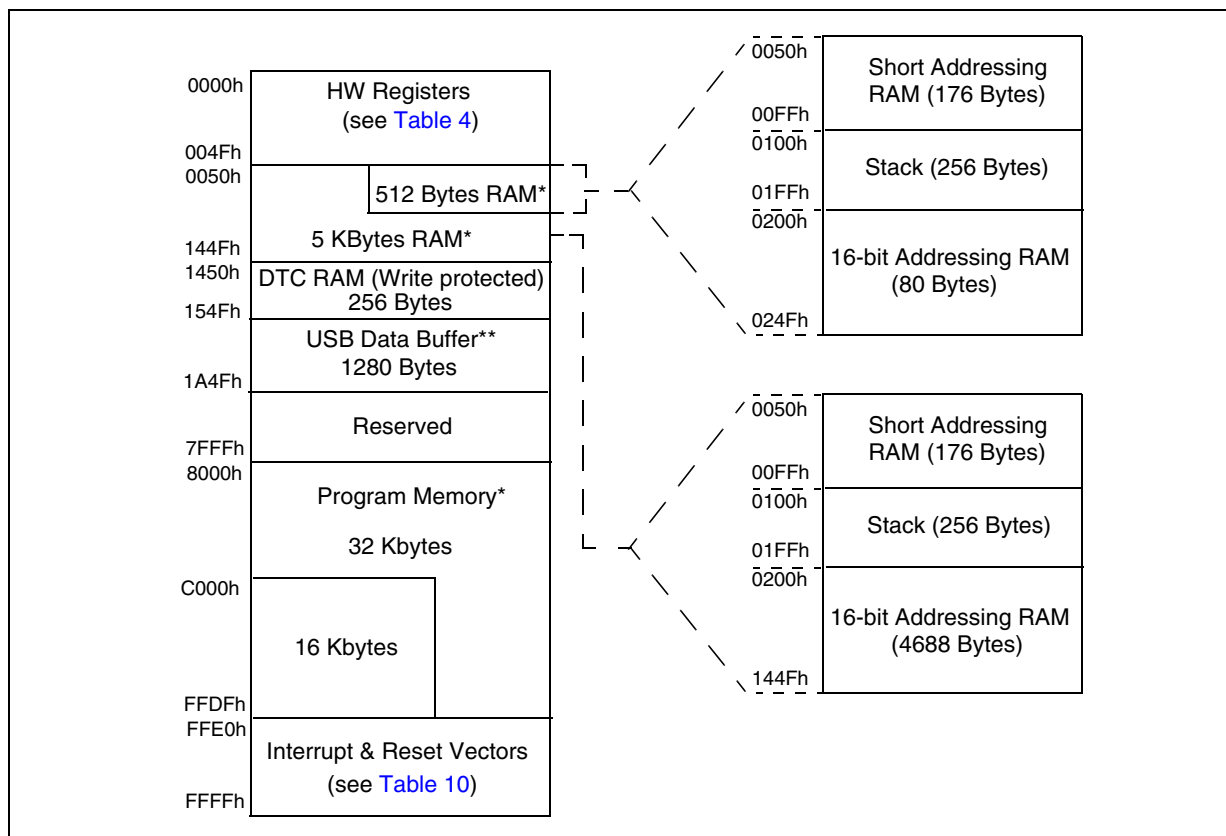 0000h
HW Registers
(see Table 4)
004Fh
0050h
512 Bytes RAM*
5 KBytes RAM*
144Fh
1450h
DTC RAM (Write protected)
256 Bytes
154Fh
USB Data Buffer**
1280 Bytes
1A4Fh
Reserved
7FFFh
8000h
Program Memory*
32 Kbytes
C000h
16 Kbytes
FFDFh
FFE0h
Interrupt & Reset Vectors
(see Table 10)
FFFFh
0050h
Short Addressing
RAM (176 Bytes)
00FFh
0100h
Stack (256 Bytes)
01FFh
0200h
16-bit Addressing RAM
(80 Bytes)
024Fh
0050h
Short Addressing
RAM (176 Bytes)
00FFh
0100h
Stack (256 Bytes)
01FFh
0200h
16-bit Addressing RAM
(4688 Bytes)
144Fh